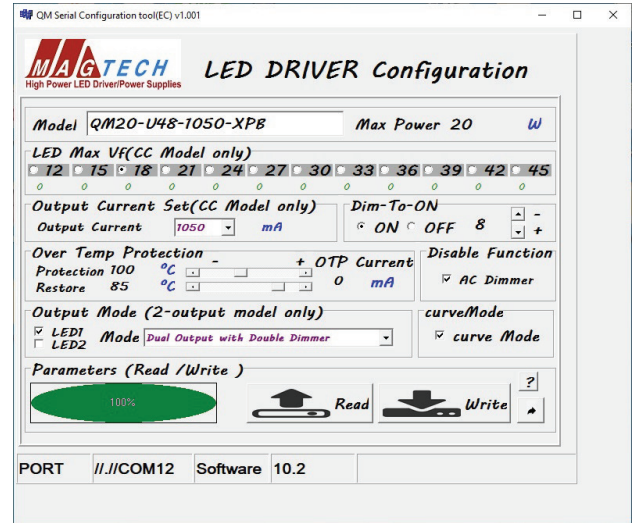 QM Serial Configuration tool(EC) v1.001
MAGTECH
High Power LED Driver/Power Supplies
LED DRIVER Configuration
Model QM20-U48-1050-XPB Max Power 20 W
LED Max Vf(CC Model only)
12 15 18 21 24 27 30 33 36 39 42 45
0 0 0 0 0 0 0 0 0 0 0 0
Output Current Set(CC Model only) Dim-To-ON
Output Current 1050 mA ON OFF 8 - +
Over Temp Protection - + OTP Current Disable Function
Protection 100 °C 0 mA AC Dimmer
Restore 85 °C
Output Mode (2-output model only) curveMode
LED1 Mode Dual Output with Double Dimmer curve Mode
LED2
Parameters (Read /Write )
100% Read Write ?
PORT //.//COM12 Software 10.2